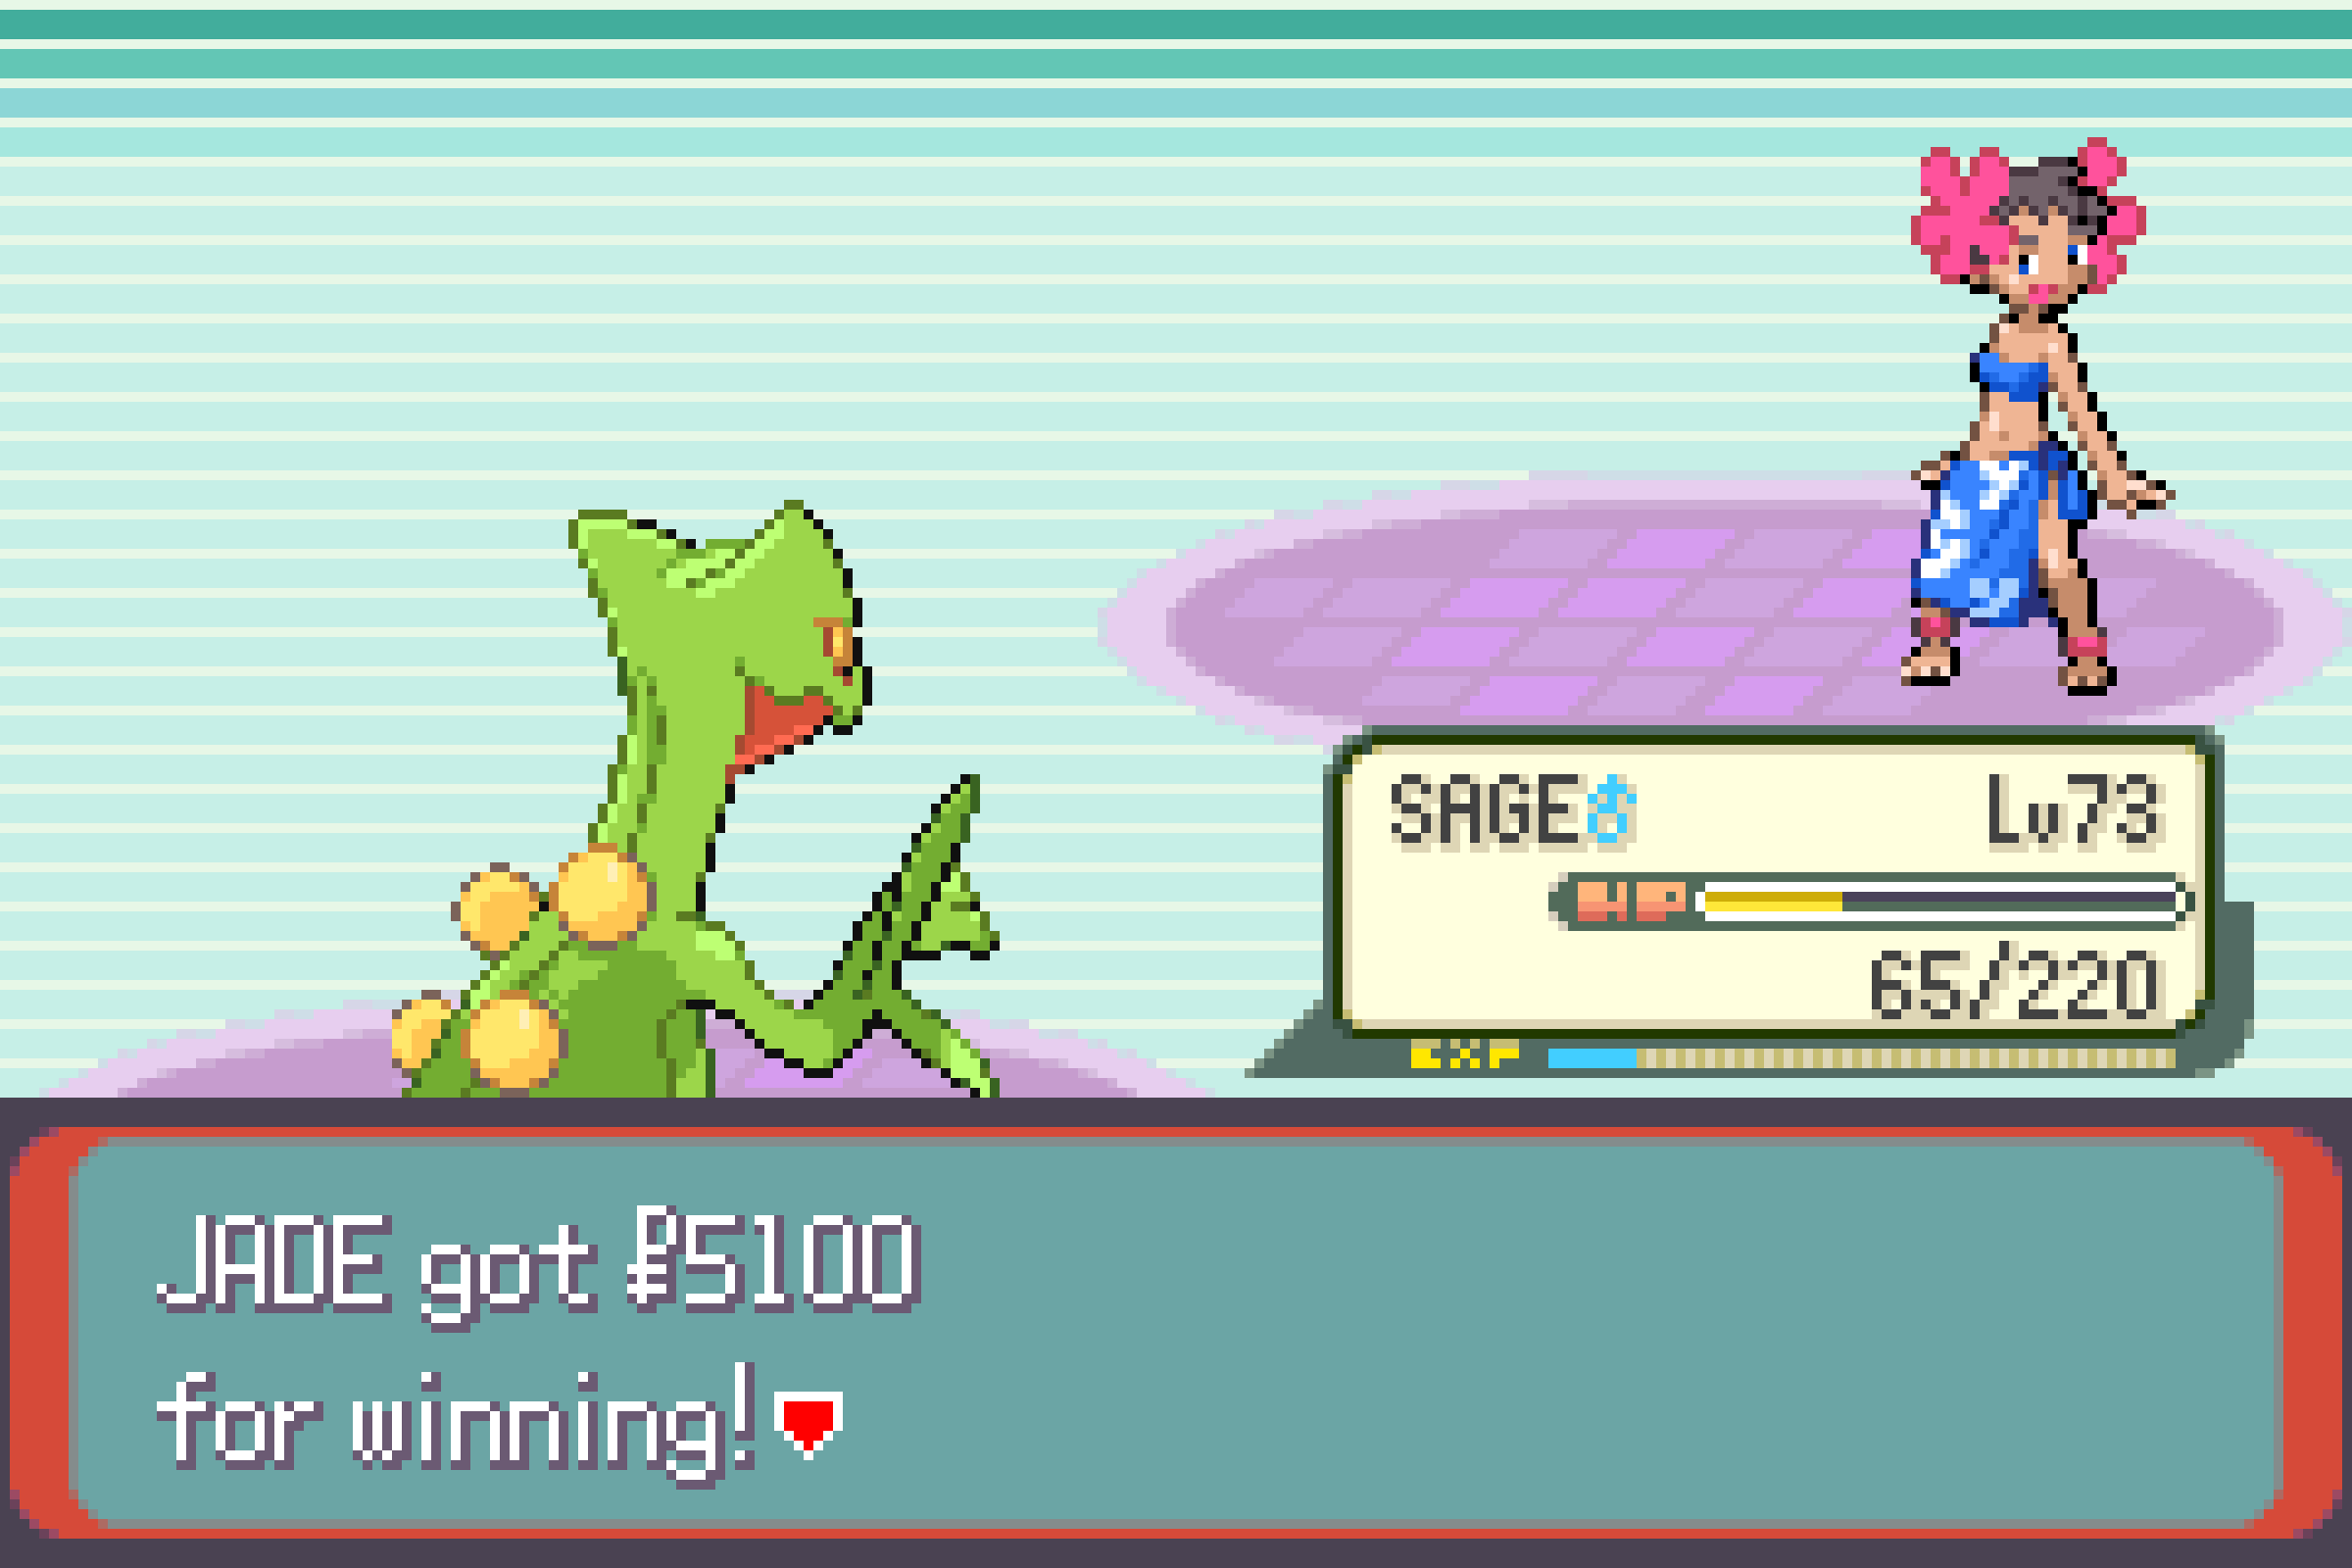 SAGE♂ Lv73
HP
65/220
EXP
JADE got ₽5100
for winning!♥